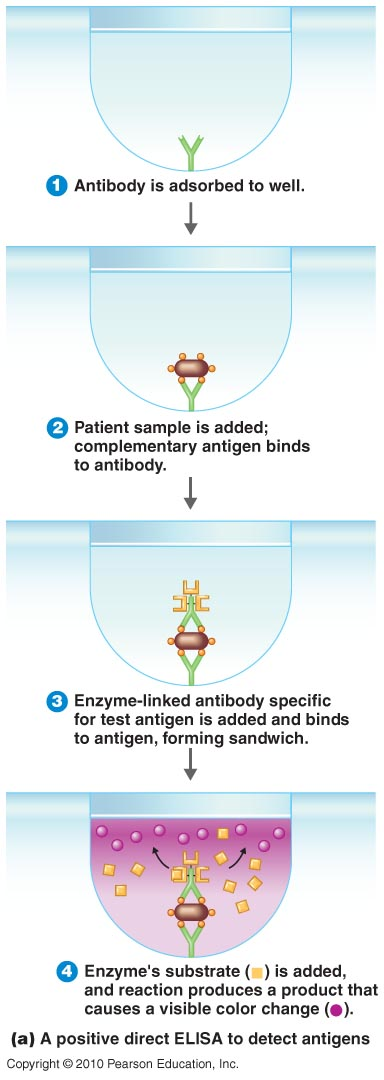 1 Antibody is adsorbed to well.
2 Patient sample is added;
complementary antigen binds
to antibody.
3 Enzyme-linked antibody specific
for test antigen is added and binds
to antigen, forming sandwich.
4 Enzyme's substrate ( ) is added,
and reaction produces a product that
causes a visible color change ( ).
(a) A positive direct ELISA to detect antigens
Copyright © 2010 Pearson Education, Inc.